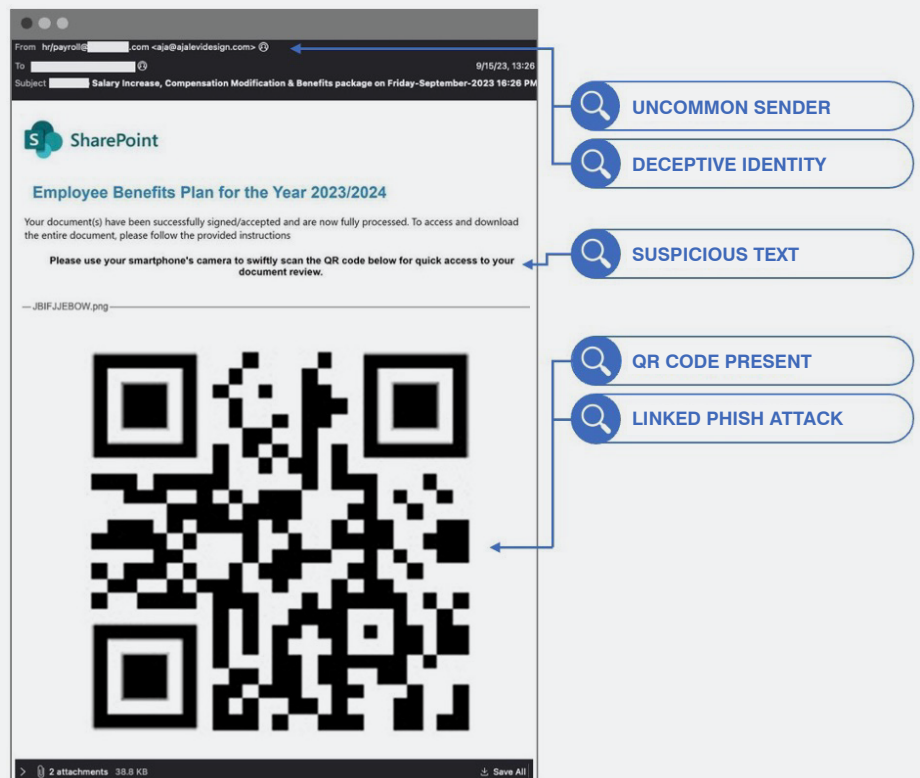 From hr/payroll@ .com <aja@ajalevidesign.com>
To 9/15/23, 13:26
Subject Salary Increase, Compensation Modification & Benefits package on Friday-September-2023 16:26 PM
UNCOMMON SENDER
DECEPTIVE IDENTITY
S SharePoint
Employee Benefits Plan for the Year 2023/2024
Your document(s) have been successfully signed/accepted and are now fully processed. To access and download
the entire document, please follow the provided instructions
Please use your smartphone's camera to swiftly scan the QR code below for quick access to your
document review.
SUSPICIOUS TEXT
JBIFJJEBOW.png
QR CODE PRESENT
LINKED PHISH ATTACK
2 attachments 38.8 KB Save All